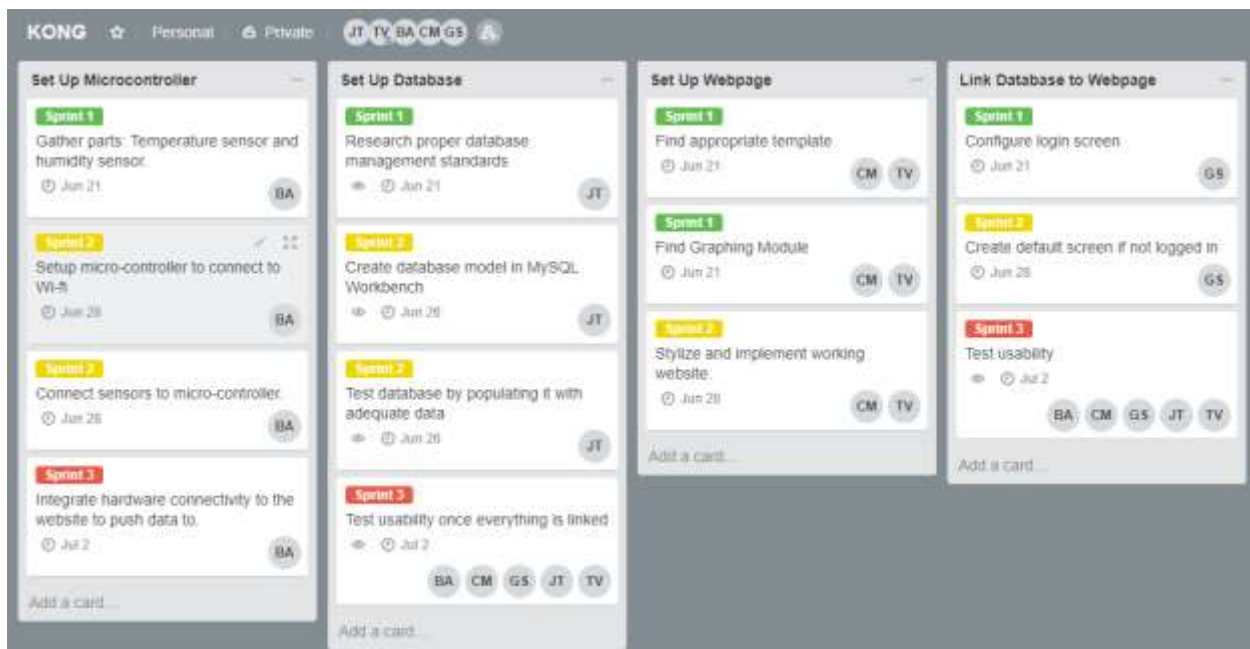 KONG Personal Private JT TV BA CM GS
Set Up Microcontroller
Sprint 1
Gather parts: Temperature sensor and
humidity sensor.
Jun 21
BA
Sprint 2
Setup micro-controller to connect to
Wi-fi
Jun 28
BA
Sprint 2
Connect sensors to micro-controller.
Jun 28
BA
Sprint 3
Integrate hardware connectivity to the
website to push data to.
Jul 2
BA
Add a card...
Set Up Database
Sprint 1
Research proper database
management standards
Jun 21
JT
Sprint 2
Create database model in MySQL
Workbench
Jun 26
JT
Sprint 2
Test database by populating it with
adequate data
Jun 26
JT
Sprint 3
Test usability once everything is linked
Jul 2
BA CM GS JT TV
Add a card...
Set Up Webpage
Sprint 1
Find appropriate template
Jun 21
CM TV
Sprint 1
Find Graphing Module
Jun 21
CM TV
Sprint 2
Stylize and implement working
website.
Jun 28
CM TV
Add a card...
Link Database to Webpage
Sprint 1
Configure login screen
Jun 21
GS
Sprint 2
Create default screen if not logged in
Jun 28
GS
Sprint 3
Test usability
Jul 2
BA CM GS JT TV
Add a card...